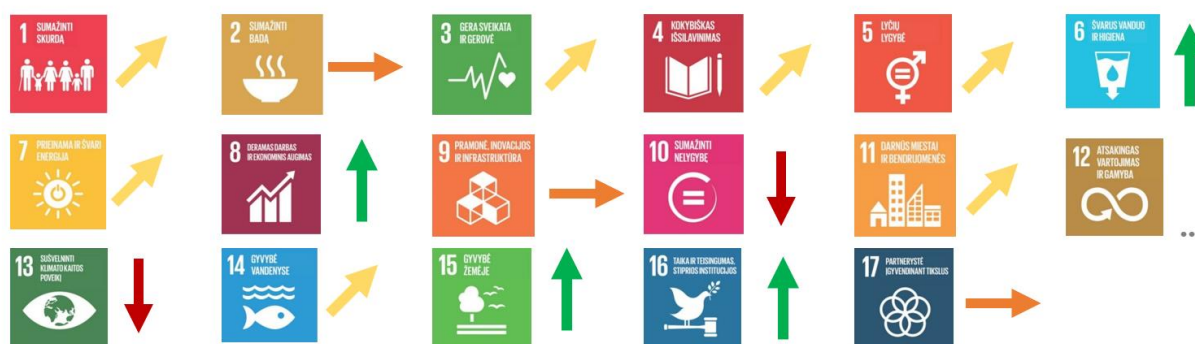 1 SUMAŽINTI
SKURDĄ
2 SUMAŽINTI
BADĄ
3 GERA SVEIKATA
IR GEROVĖ
4 KOKYBIŠKAS
IŠSILAVINIMAS
5 LYČIŲ
LYGYBĖ
6 ŠVARUS VANDUO
IR HIGIENA
7 PRIEINAMA IR ŠVARI
ENERGIJA
8 DERAMAS DARBAS
IR EKONOMINIS AUGIMAS
9 PRAMONĖ, INOVACIJOS
IR INFRASTRUKTŪRA
10 SUMAŽINTI
NELYGYBĘ
11 DARNŪS MIESTAI
IR BENDRUOMENĖS
12 ATSAKINGAS
VARTOJIMAS
IR GAMYBA
13 SUŠVELNINTI
KLIMATO KAITOS
POVEIKĮ
14 GYVYBĖ
VANDENYSE
15 GYVYBĖ
ŽEMĖJE
16 TAIKA IR TEISINGUMAS,
STIPRIOS INSTITUCIJOS
17 PARTNERYSTĖ
ĮGYVENDINANT TIKSLUS